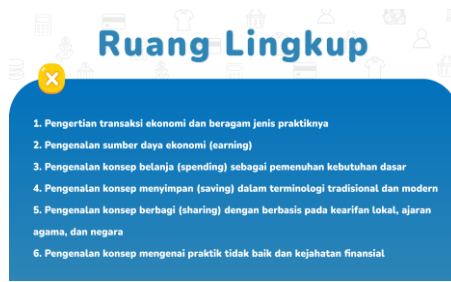 Ruang Lingkup
1. Pengertian transaksi ekonomi dan beragam jenis praktiknya
2. Pengenalan sumber daya ekonomi (earning)
3. Pengenalan konsep belanja (spending) sebagai pemenuhan kebutuhan dasar
4. Pengenalan konsep menyimpan (saving) dalam terminologi tradisional dan modern
5. Pengenalan konsep berbagi (sharing) dengan berbasis pada kearifan lokal, ajaran
agama, dan negara
6. Pengenalan konsep mengenai praktik tidak baik dan kejahatan finansial